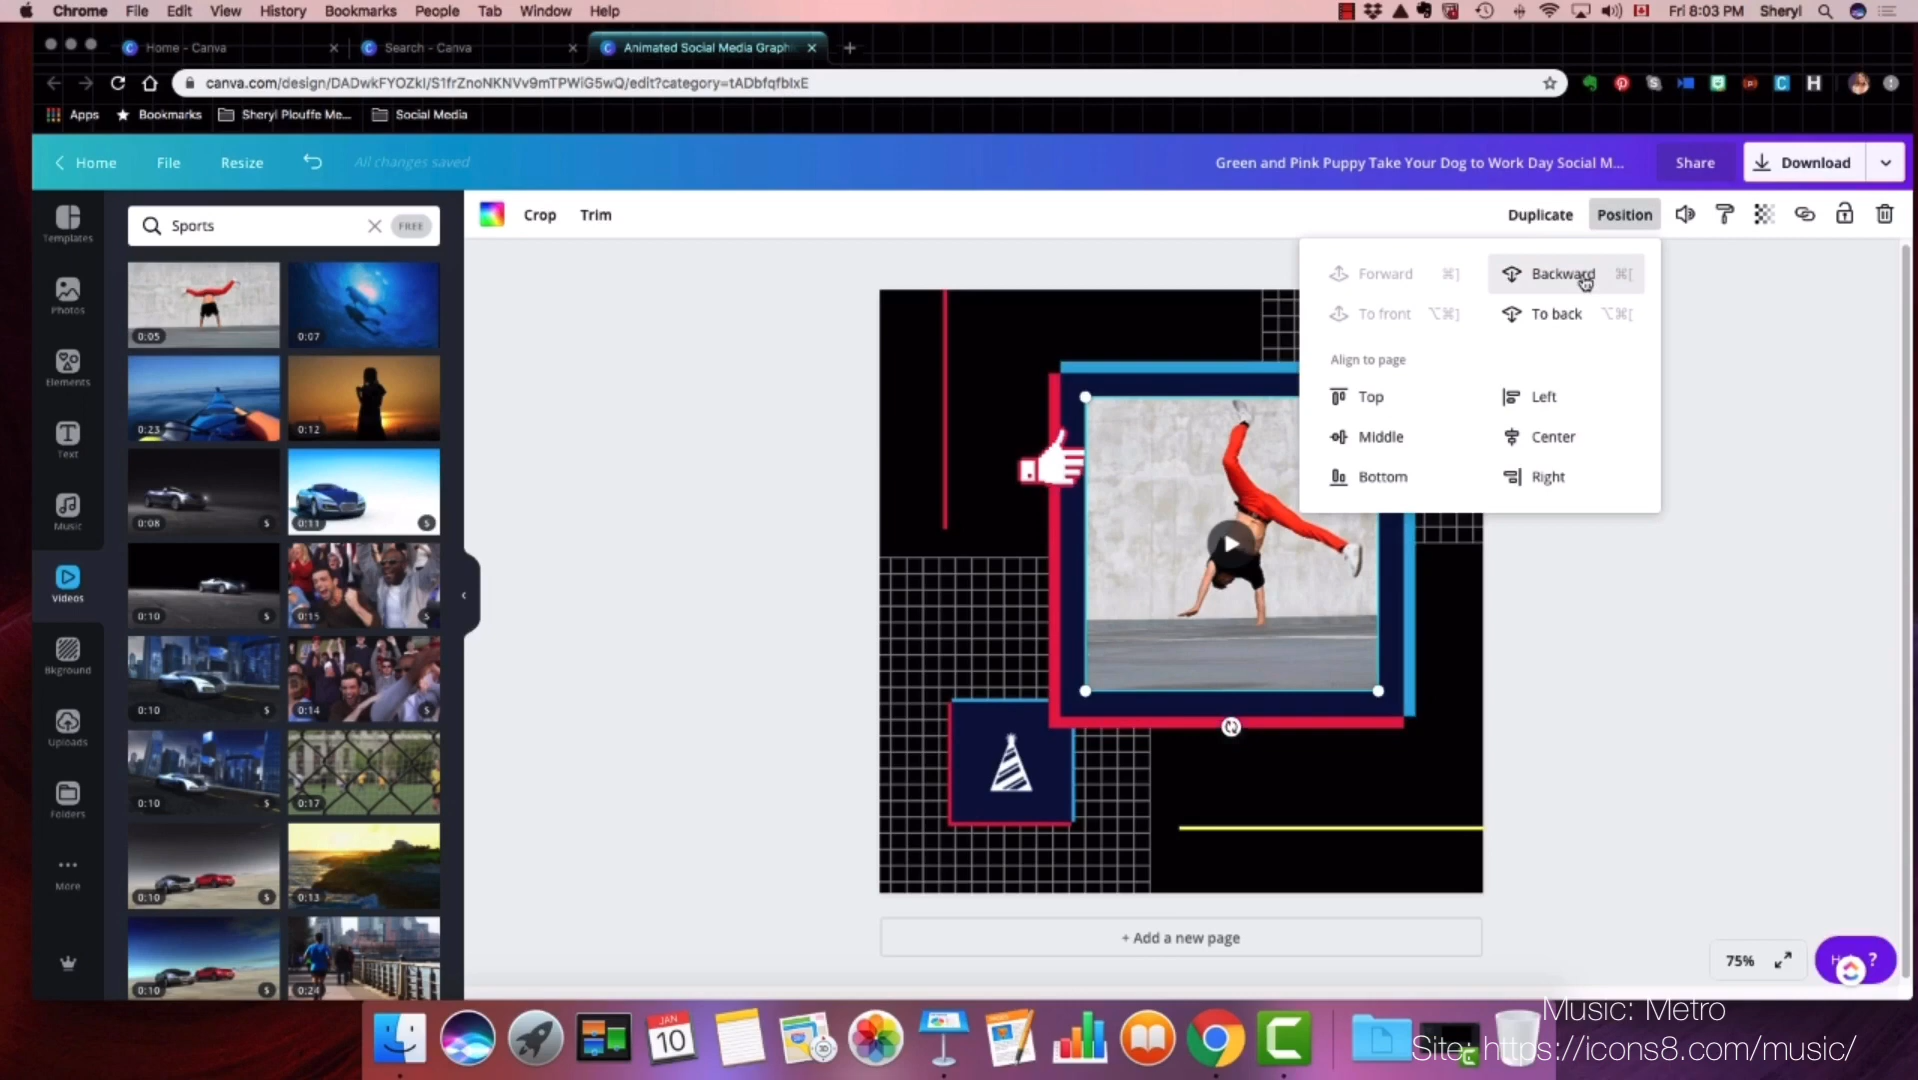 Chrome File Edit View History Bookmarks People Tab Window Help
Fri 8:03 PM Sheryl
Home - Canva
Search - Canva
Animated Social Media Graph
canva.com/design/DADwkFYOZkI/S1frZnoNKNVv9mTPWiG5wQ/edit?category=tADbfqfbIxE
Apps Bookmarks Sheryl Plouffe Me... Social Media
Home File Resize All changes saved
Green and Pink Puppy Take Your Dog to Work Day Social M... Share Download
Sports FREE
Crop Trim
Duplicate Position
Forward ⌘]
Backward ⌘[
To front ⌥⌘]
To back ⌥⌘[
Align to page
Top Left
Middle Center
Bottom Right
Templates
Photos
Elements
Text
Music
Videos
Bkground
Uploads
Folders
More
0:05 0:07
0:23 0:12
0:08 $ 0:11 $
0:10 $ 0:15 $
0:10 $ 0:14 $
0:10 $ 0:17
0:10 $ 0:13
0:10 $ 0:24
+ Add a new page
75%
?
JAN
10
PAGES
Music: Metro
Site: https://icons8.com/music/